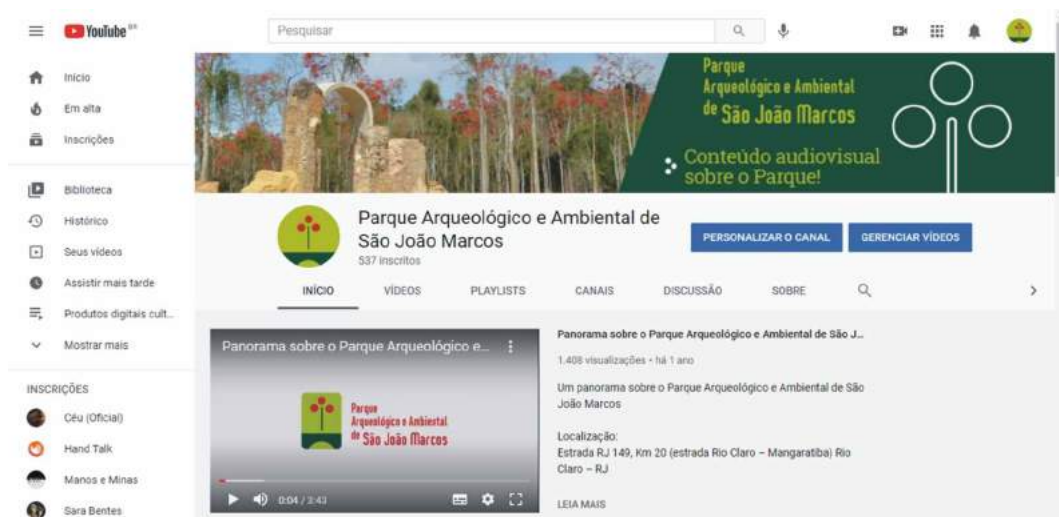 YouTube BR
Pesquisar
Início
Em alta
Inscrições
Biblioteca
Histórico
Seus vídeos
Assistir mais tarde
Produtos digitais cult...
Mostrar mais
INSCRIÇÕES
Céu (Oficial)
Hand Talk
Manos e Minas
Sara Bentes
Parque
Arqueológico e Ambiental
de São João Marcos
Conteúdo audiovisual
sobre o Parque!
Parque Arqueológico e Ambiental de
São João Marcos
537 inscritos
PERSONALIZAR O CANAL
GERENCIAR VÍDEOS
INÍCIO VÍDEOS PLAYLISTS CANAIS DISCUSSÃO SOBRE
Panorama sobre o Parque Arqueológico e...
Parque
Arqueológico e Ambiental
de São João Marcos
0:04 / 3:43
Panorama sobre o Parque Arqueológico e Ambiental de São J...
1.408 visualizações • há 1 ano
Um panorama sobre o Parque Arqueológico e Ambiental de São
João Marcos
Localização:
Estrada RJ 149, Km 20 (estrada Rio Claro – Mangaratiba) Rio
Claro – RJ
LEIA MAIS